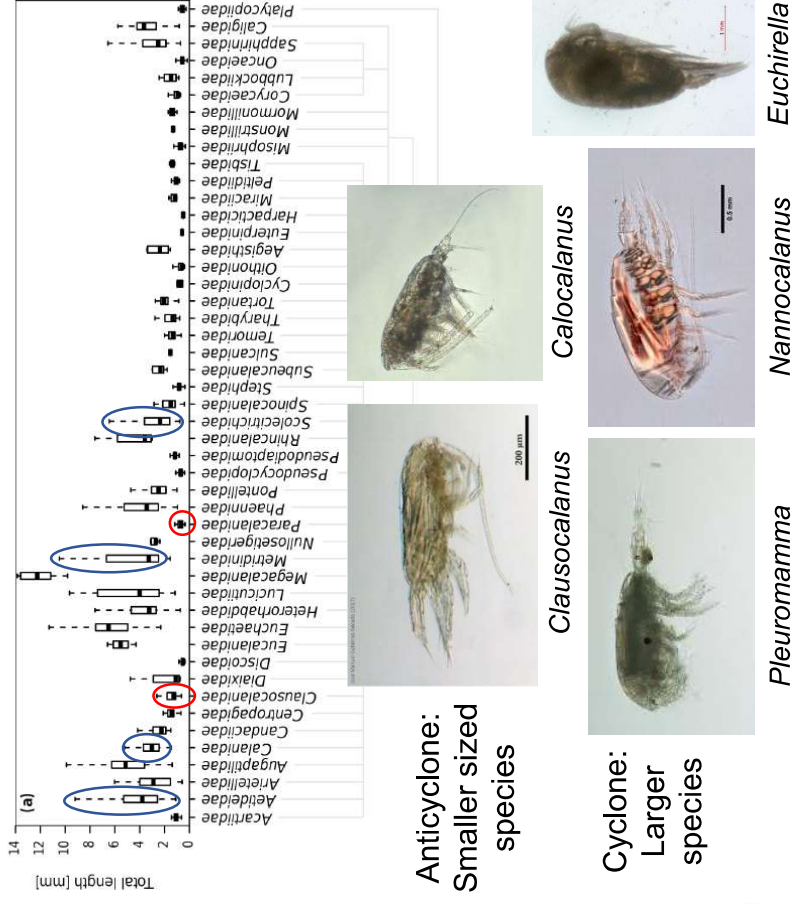 (a)
Total length [mm]
14
12
10
8
6
4
2
0
Acartiidae
Aetideidae
Arietellidae
Augaptilidae
Calanidae
Candaciidae
Centropagidae
Clausocalanidae
Diaixidae
Discoidae
Eucalanidae
Euchaetidae
Heterorhabdidae
Lucicutiidae
Megacalanidae
Metridinidae
Nullosetigeridae
Paracalanidae
Phaennidae
Pontellidae
Pseudocyclopidae
Pseudodiaptomidae
Rhincalanidae
Scolecitrichidae
Spinocalanidae
Stephidae
Subeucalanidae
Sulcanidae
Temoridae
Tharybidae
Tortanidae
Cyclopinidae
Oithonidae
Aegisthidae
Euterpinidae
Harpacticidae
Miraciidae
Peltidiidae
Tisbidae
Misophriidae
Monstrillidae
Mormonillidae
Corycaeidae
Lubbockiidae
Oncaeidae
Sapphirinidae
Caligidae
Platycopiidae
Anticyclone:
Smaller sized
species
200 µm
Clausocalanus
Calocalanus
Cyclone:
Larger
species
Pleuromamma
0.5 mm
Nannocalanus
1 mm
Euchirella